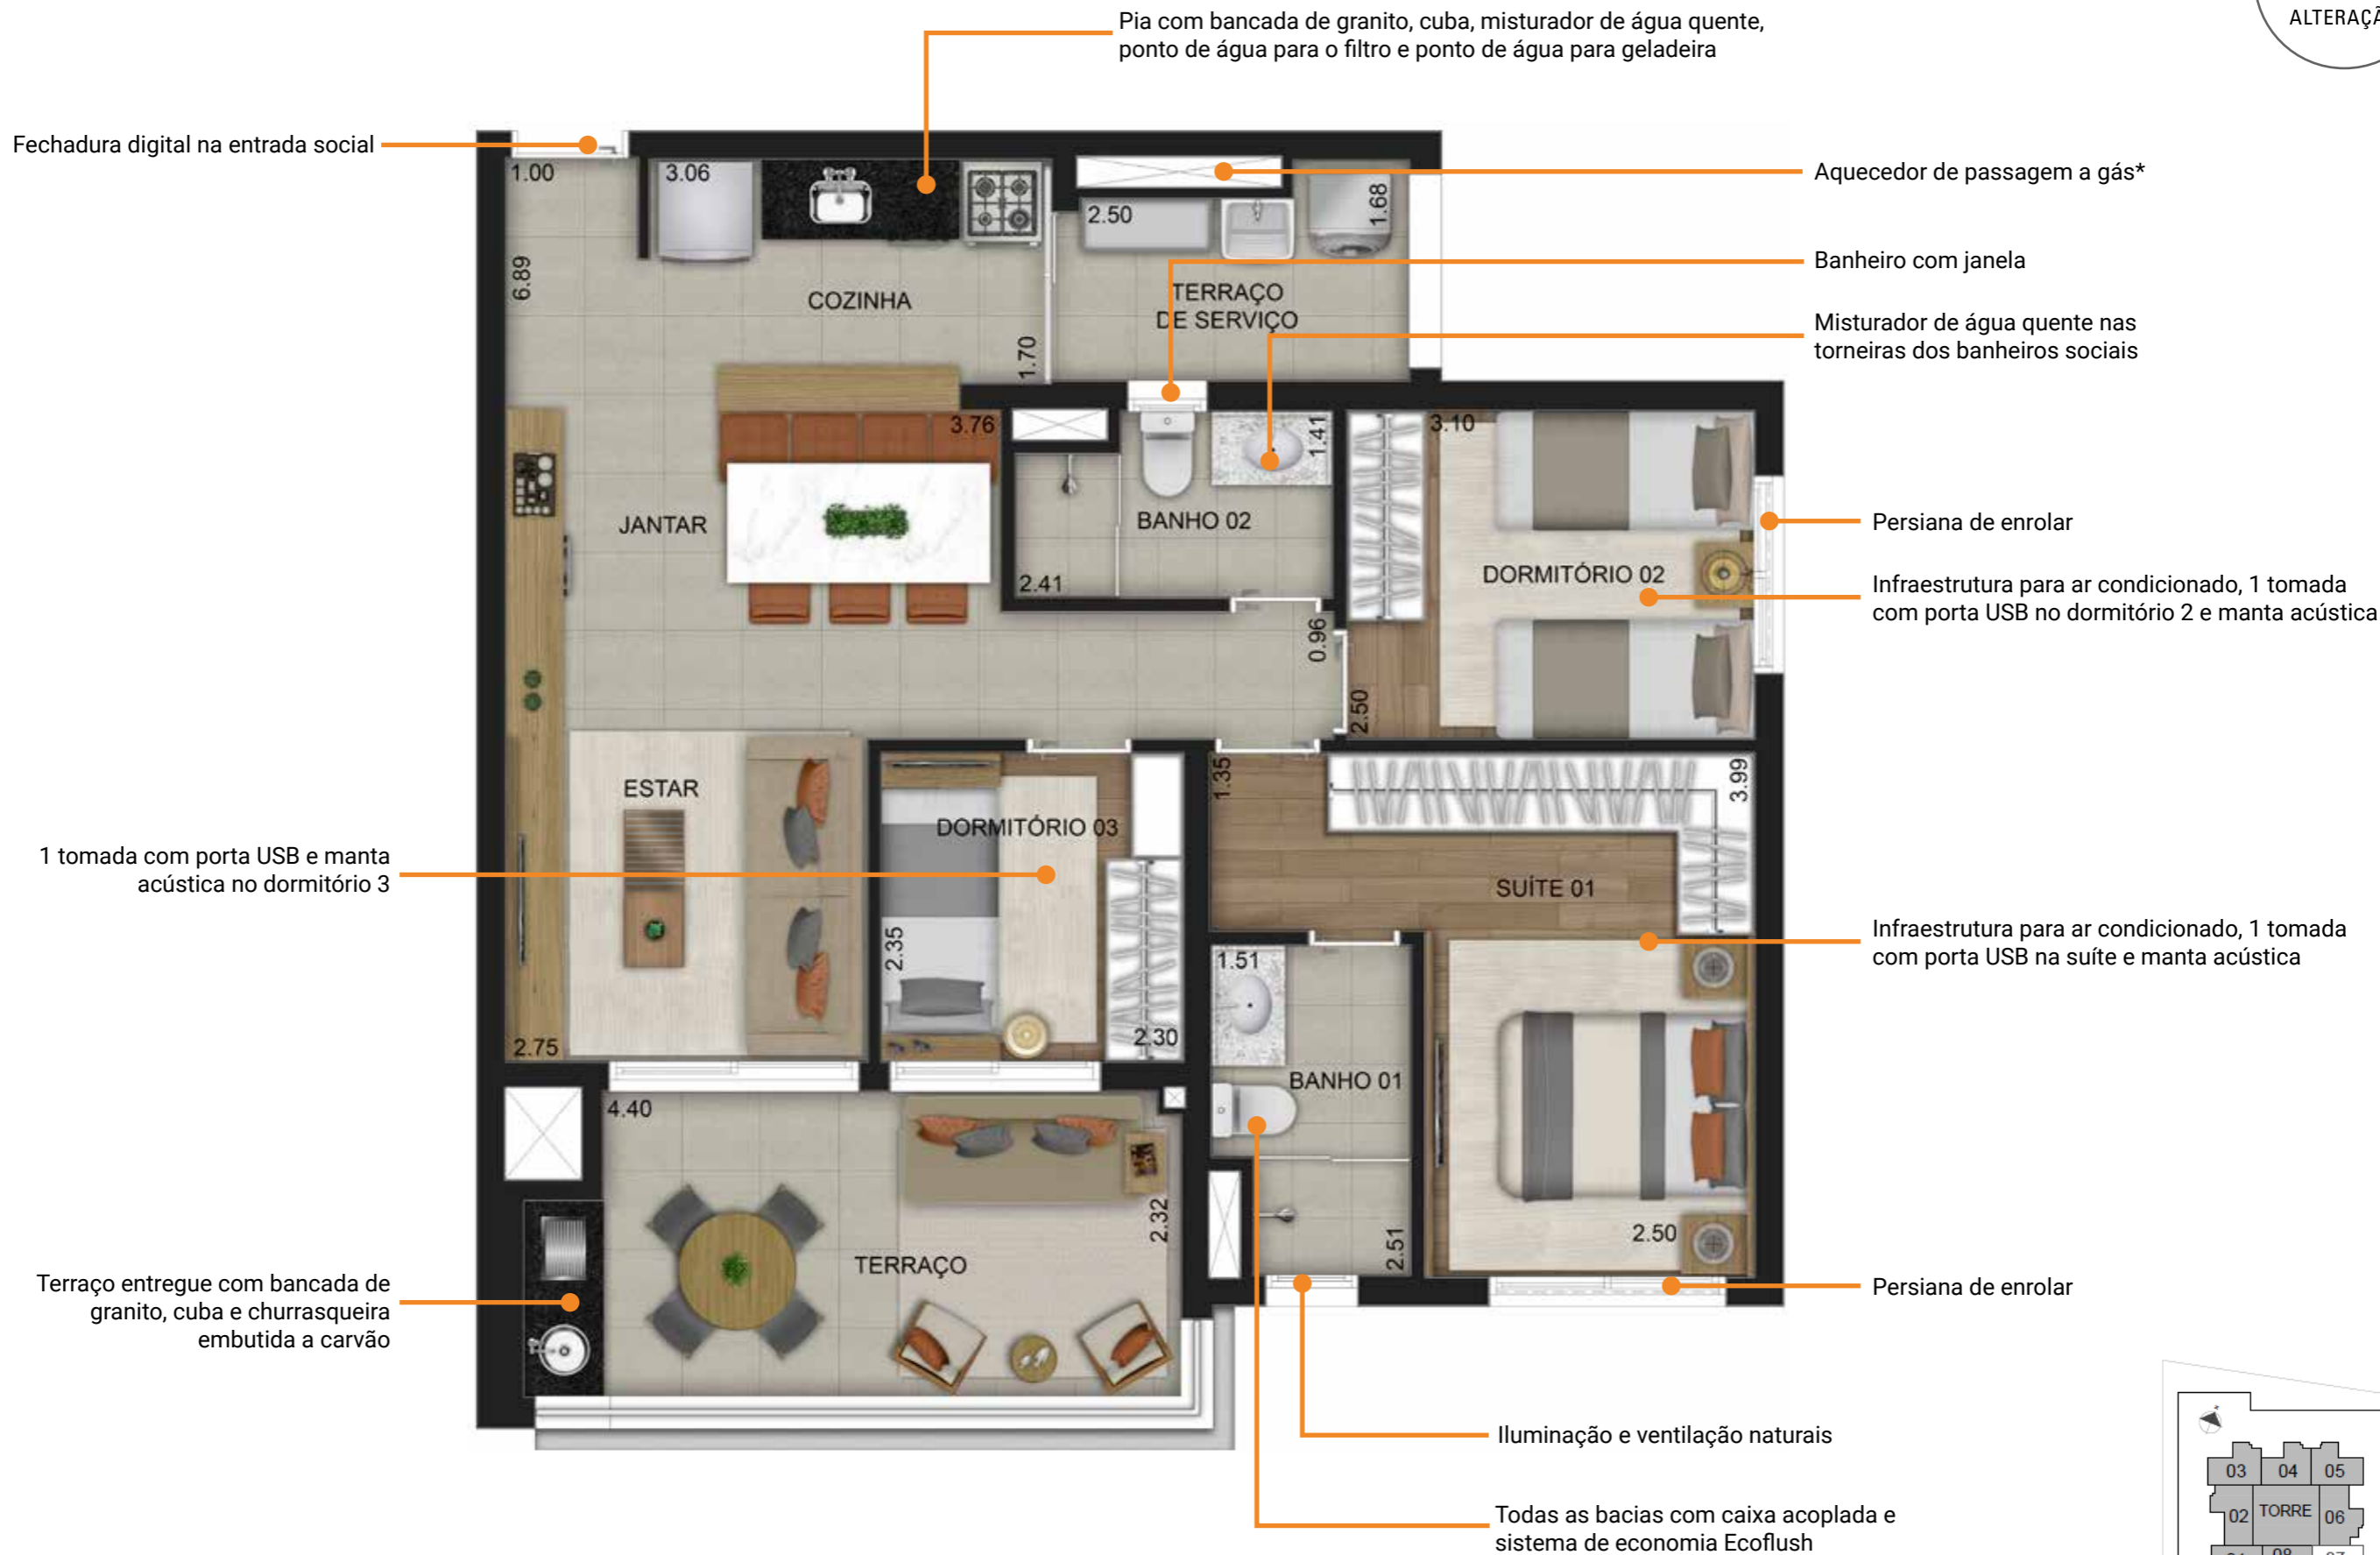 Pia com bancada de granito, cuba, misturador de água quente,
ponto de água para o filtro e ponto de água para geladeira
Fechadura digital na entrada social
Aquecedor de passagem a gás*
Banheiro com janela
Misturador de água quente nas
torneiras dos banheiros sociais
1.00
3.06
2.50
1.68
6.89
COZINHA
TERRAÇO
DE SERVIÇO
1.70
3.76
1.41
3.10
JANTAR
BANHO 02
2.41
Persiana de enrolar
DORMITÓRIO 02
Infraestrutura para ar condicionado, 1 tomada
com porta USB no dormitório 2 e manta acústica
0.96
2.50
ESTAR
1.35
3.99
DORMITÓRIO 03
1 tomada com porta USB e manta
acústica no dormitório 3
SUÍTE 01
2.35
1.51
Infraestrutura para ar condicionado, 1 tomada
com porta USB na suíte e manta acústica
2.75
2.30
BANHO 01
4.40
2.32
2.51
2.50
TERRAÇO
Terraço entregue com bancada de
granito, cuba e churrasqueira
embutida a carvão
Persiana de enrolar
Iluminação e ventilação naturais
Todas as bacias com caixa acoplada e
sistema de economia Ecoflush
03
04
05
02
TORRE
06